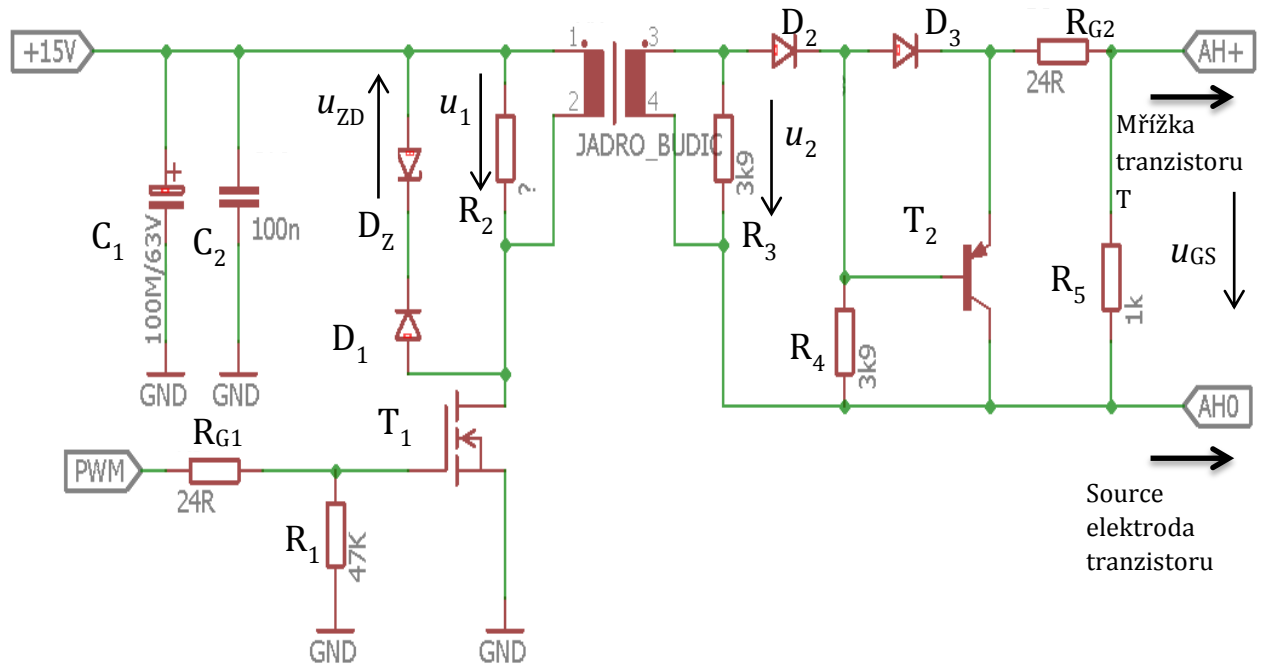 +15V
1
2
3
4
JADRO_BUDIC
D2
D3
RG2
24R
AH+
Mřížka
tranzistoru
T
uZD
u1
u2
uGS
DZ
R2
?
R3
3k9
C1
100M/63V
C2
100n
D1
T2
R4
3k9
R5
1k
GND
GND
AH0
T1
RG1
PWM
24R
R1
47K
GND
GND
Source
elektroda
tranzistoru